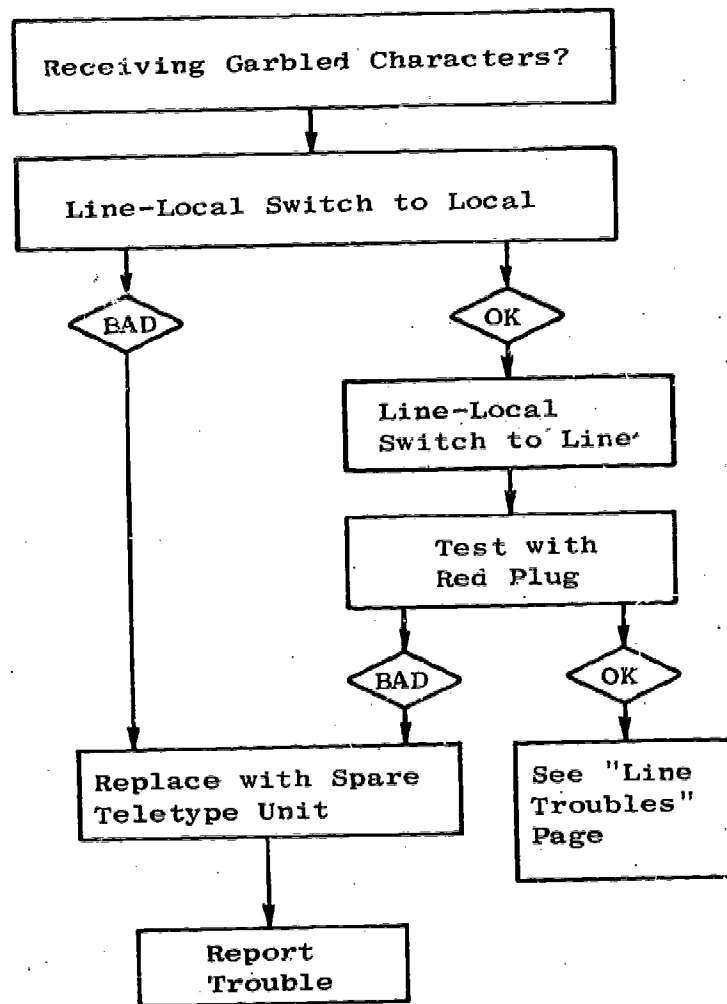 Receiving Garbled Characters?
Line-Local Switch to Local
BAD
OK
Line-Local
Switch to Line
Test with
Red Plug
BAD
OK
Replace with Spare
Teletype Unit
See "Line
Troubles"
Page
Report
Trouble